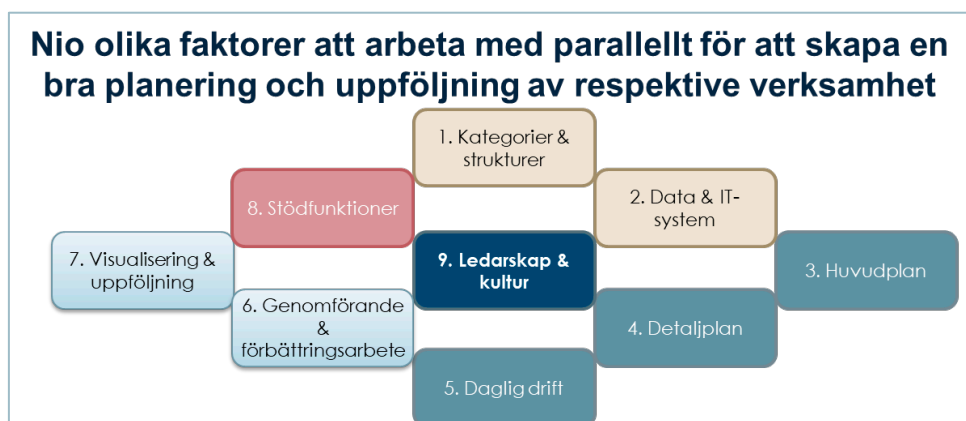 Nio olika faktorer att arbeta med parallellt för att skapa en
bra planering och uppföljning av respektive verksamhet
1. Kategorier &
strukturer
8. Stödfunktioner
2. Data & IT-
system
7. Visualisering &
uppföljning
9. Ledarskap &
kultur
3. Huvudplan
6. Genomförande
&
förbättringsarbete
4. Detaljplan
5. Daglig drift